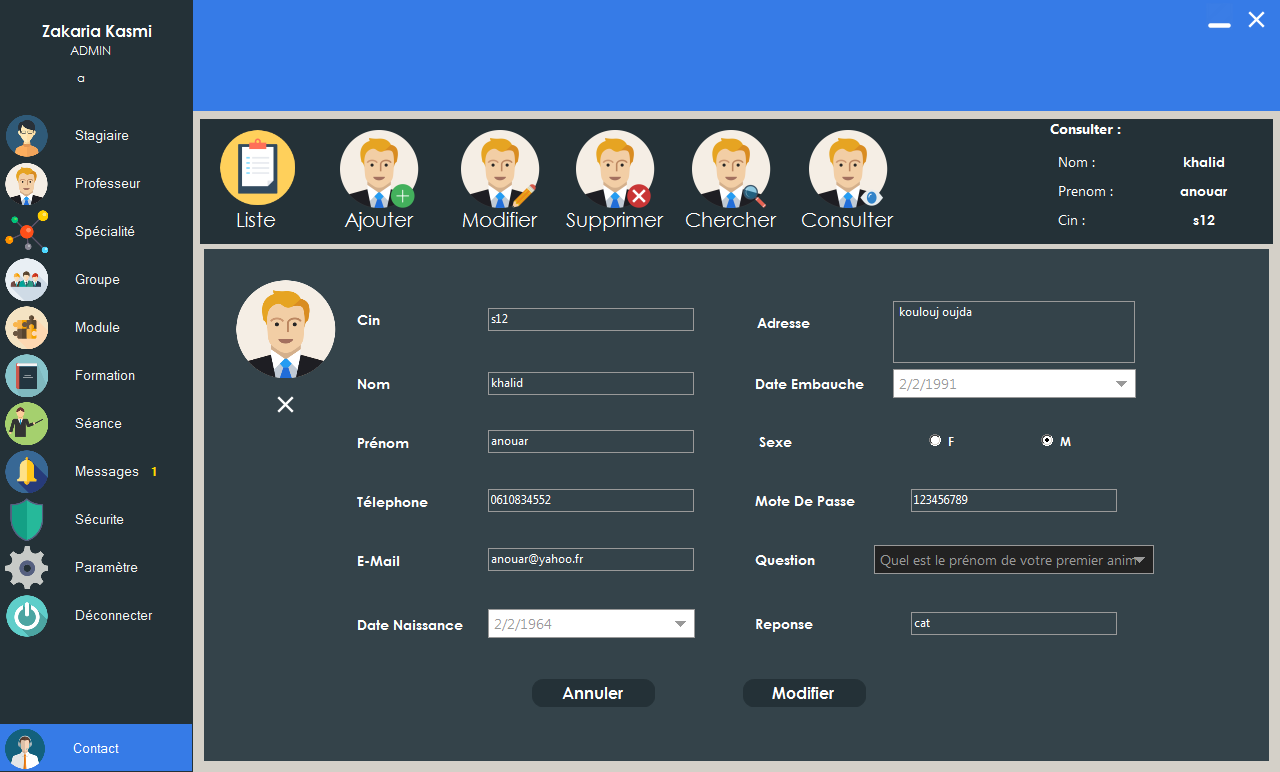 Zakaria Kasmi
ADMIN
a
Stagiaire
Professeur
Spécialité
Groupe
Module
Formation
Séance
Messages 1
Sécurite
Paramètre
Déconnecter
Contact
Liste
Ajouter
Modifier
Supprimer
Chercher
Consulter
Consulter :
Nom : khalid
Prenom : anouar
Cin : s12
Cin s12
Nom khalid
Prénom anouar
Télephone 0610834552
E-Mail anouar@yahoo.fr
Date Naissance 2/2/1964
Adresse koulouj oujda
Date Embauche 2/2/1991
Sexe F M
Mote De Passe 123456789
Question Quel est le prénom de votre premier anim
Reponse cat
Annuler
Modifier